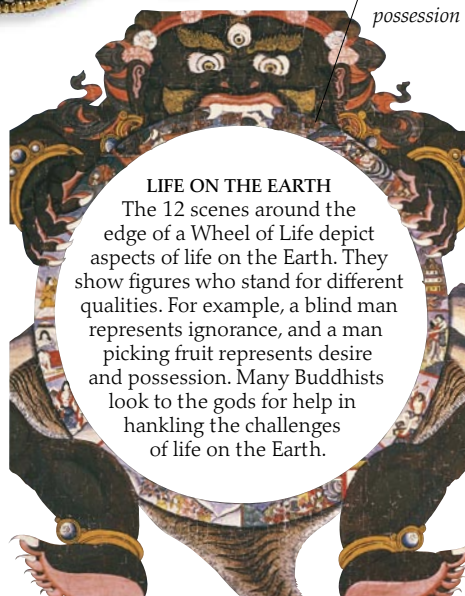 possession
LIFE ON THE EARTH
The 12 scenes around the
edge of a Wheel of Life depict
aspects of life on the Earth. They
show figures who stand for different
qualities. For example, a blind man
represents ignorance, and a man
picking fruit represents desire
and possession. Many Buddhists
look to the gods for help in
hankling the challenges
of life on the Earth.